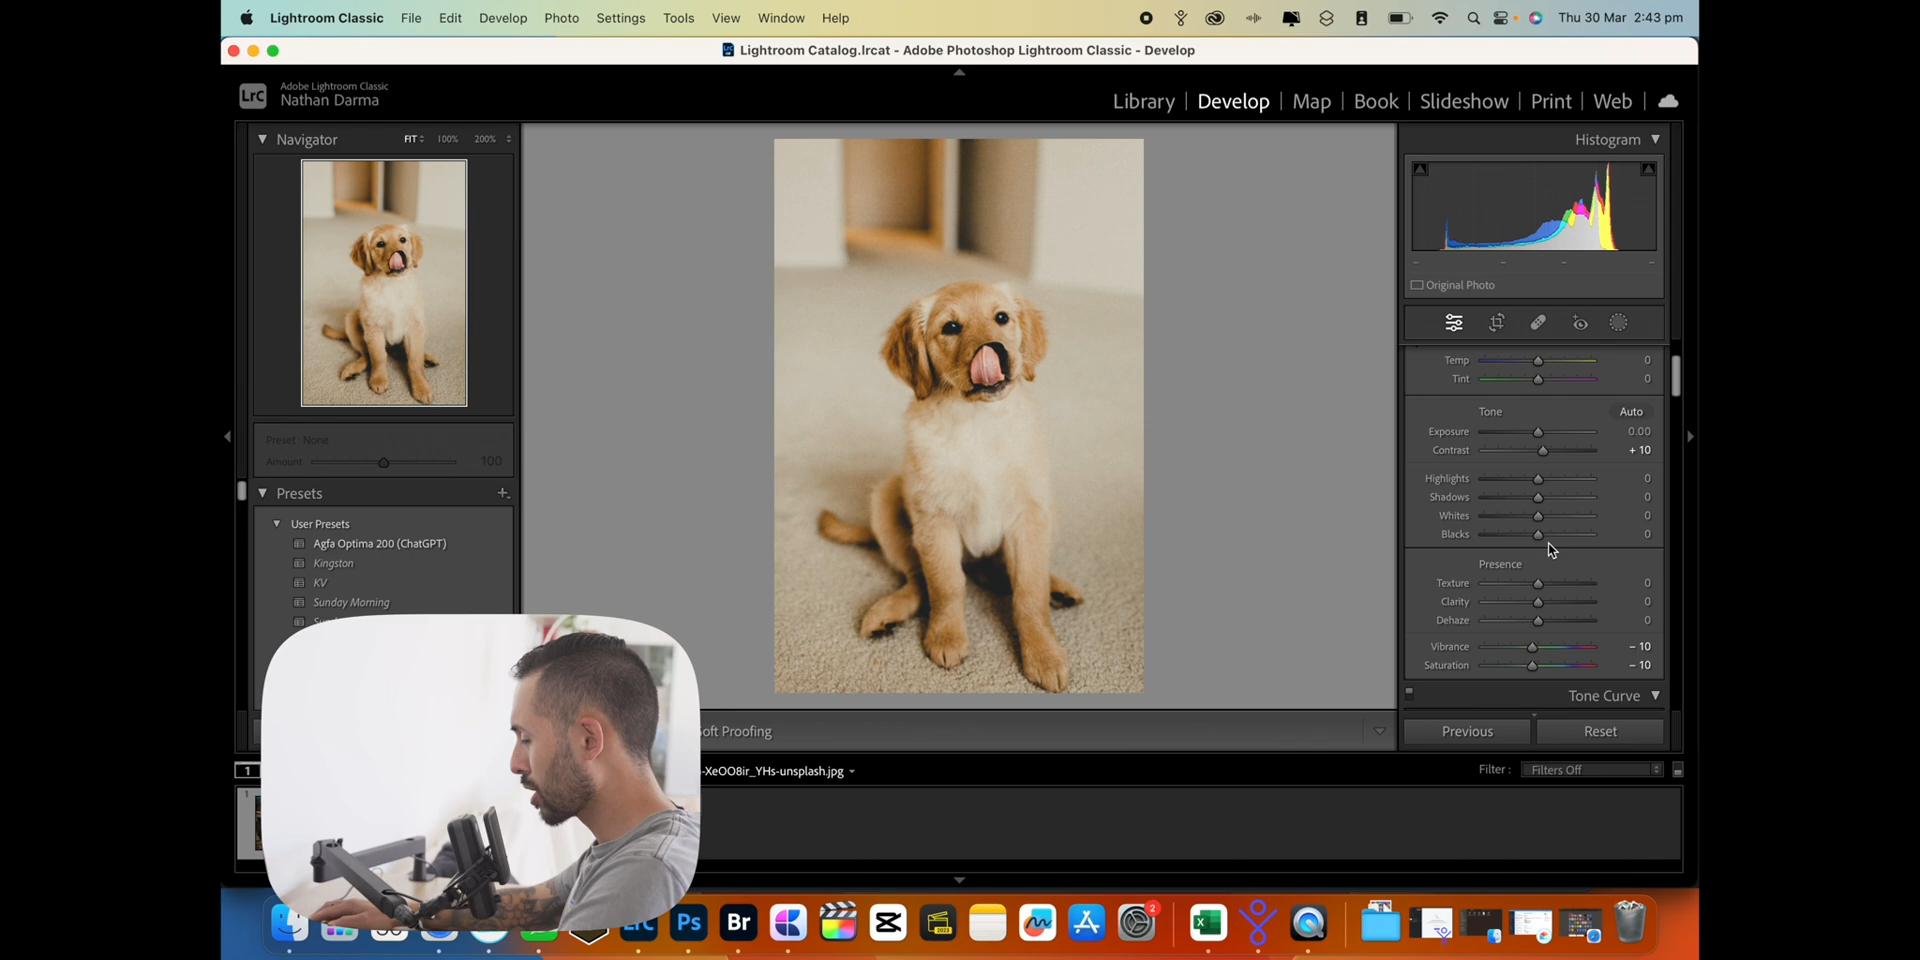 Lightroom Classic File Edit Develop Photo Settings Tools View Window Help Thu 30 Mar 2:43 pm
Lightroom Catalog.lrcat - Adobe Photoshop Lightroom Classic - Develop
LrC
Adobe Lightroom Classic
Nathan Darma
Library | Develop | Map | Book | Slideshow | Print | Web
Navigator FIT 100% 200%
Histogram
Original Photo
Temp 0
Tint 0
Tone Auto
Exposure 0.00
Contrast + 10
Highlights 0
Shadows 0
Whites 0
Blacks 0
Presence
Texture 0
Clarity 0
Dehaze 0
Vibrance - 10
Saturation - 10
Tone Curve
Previous Reset
Preset None
Amount 100
Presets
User Presets
Agfa Optima 200 (ChatGPT)
Kingston
KV
Sunday Morning
Soft Proofing
1
-XeOO8ir_YHs-unsplash.jpg
Filter : Filters Off
1
LrC Ps Br 2023 2